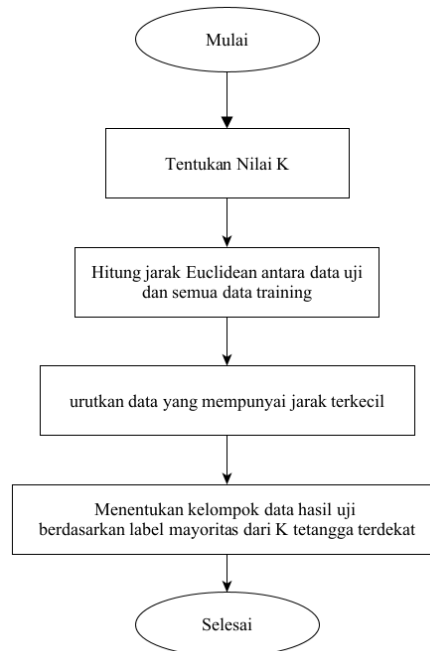 Mulai
Tentukan Nilai K
Hitung jarak Euclidean antara data uji
dan semua data training
urutkan data yang mempunyai jarak terkecil
Menentukan kelompok data hasil uji
berdasarkan label mayoritas dari K tetangga terdekat
Selesai